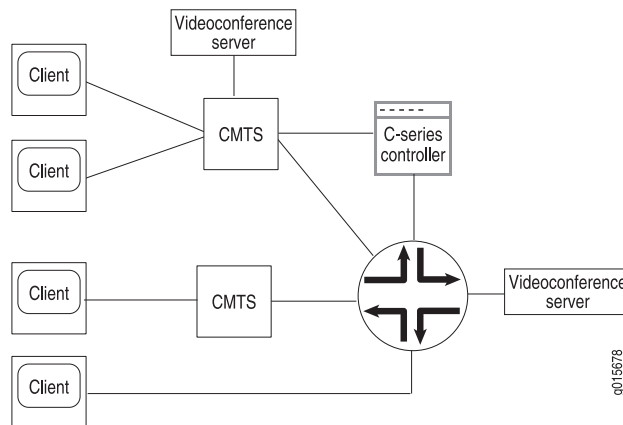 Videoconference
server
Client
CMTS
C-series
controller
Client
Client
CMTS
Videoconference
server
Client
g015678